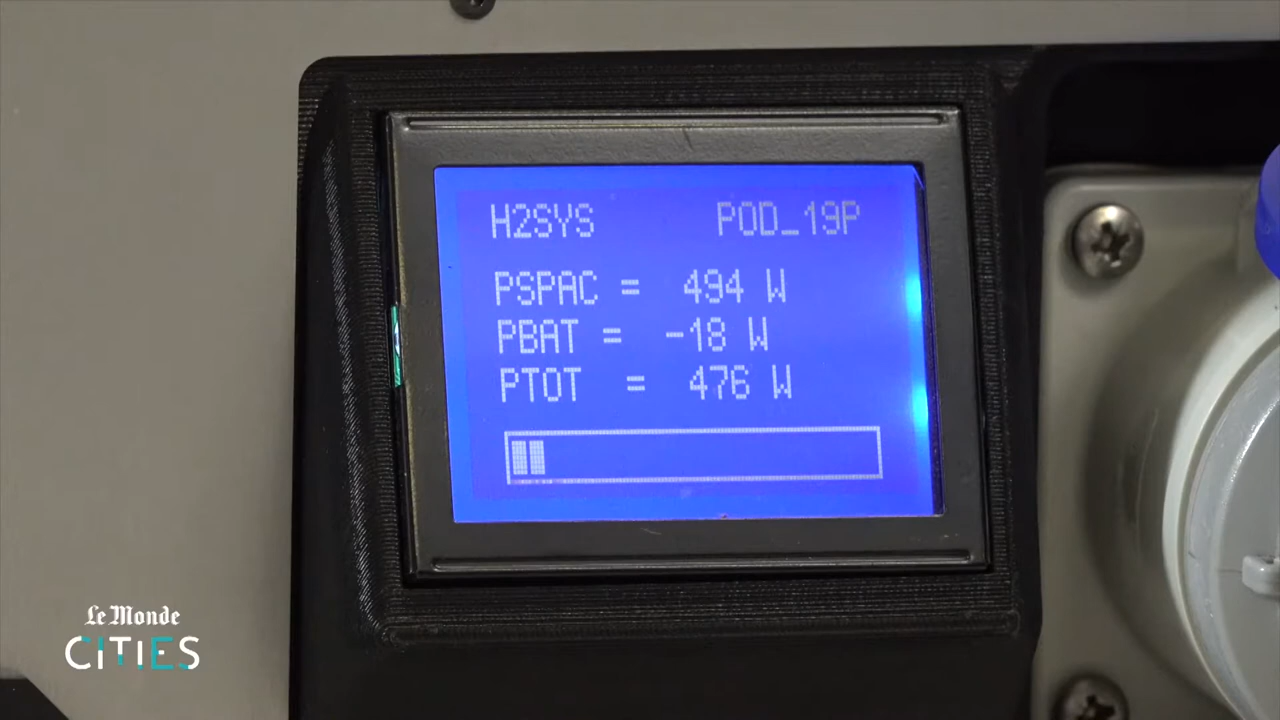 H2SYS POD_19P
PSPAC = 494 W
PBAT = -18 W
PTOT = 476 W
Le Monde
CITIES